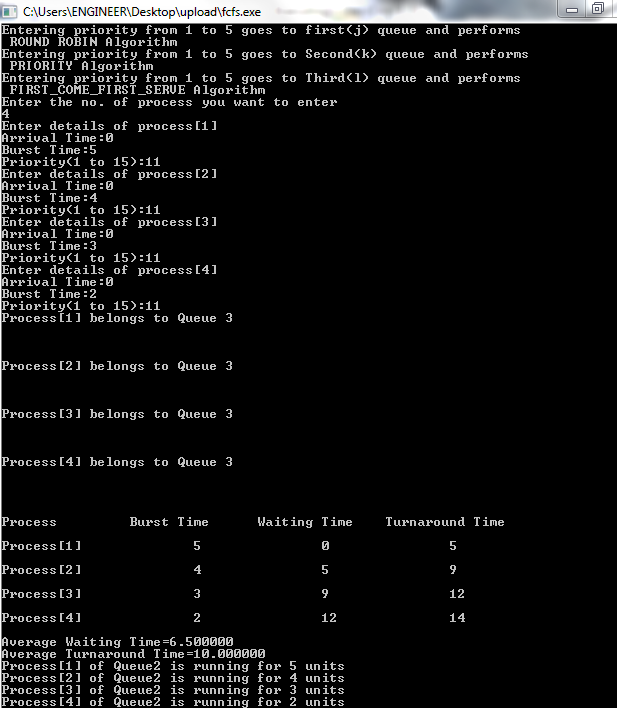 C:\Users\ENGINEER\Desktop\upload\fcfs.exe
Entering priority from 1 to 5 goes to first(j) queue and performs
ROUND ROBIN Algorithm
Entering priority from 1 to 5 goes to Second(k) queue and performs
PRIORITY Algorithm
Entering priority from 1 to 5 goes to Third(l) queue and performs
FIRST_COME_FIRST_SERVE Algorithm
Enter the no. of process you want to enter
4
Enter details of process[1]
Arrival Time:0
Burst Time:5
Priority(1 to 15):11
Enter details of process[2]
Arrival Time:0
Burst Time:4
Priority(1 to 15):11
Enter details of process[3]
Arrival Time:0
Burst Time:3
Priority(1 to 15):11
Enter details of process[4]
Arrival Time:0
Burst Time:2
Priority(1 to 15):11
Process[1] belongs to Queue 3
Process[2] belongs to Queue 3
Process[3] belongs to Queue 3
Process[4] belongs to Queue 3
Process Burst Time Waiting Time Turnaround Time
Process[1] 5 0 5
Process[2] 4 5 9
Process[3] 3 9 12
Process[4] 2 12 14
Average Waiting Time=6.500000
Average Turnaround Time=10.000000
Process[1] of Queue2 is running for 5 units
Process[2] of Queue2 is running for 4 units
Process[3] of Queue2 is running for 3 units
Process[4] of Queue2 is running for 2 units